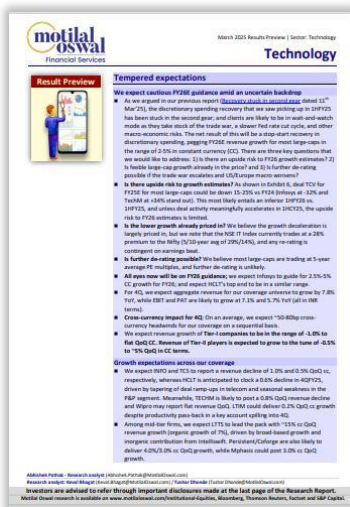 motilal
oswal
Financial Services
March 2025 Results Preview | Sector: Technology
Technology
Result Preview
Tempered expectations
We expect cautious FY26E guidance amid an uncertain backdrop
As we argued in our previous report (Recovery stuck in second gear dated 11th
Mar'25), the discretionary spending recovery that we saw picking up in 1HFY25
has been stuck in the second gear; and clients are likely to be in wait-and-watch
mode as they take stock of the trade war, a slower Fed rate cut cycle, and other
macro-economic risks. The net result of this will be a stop-start recovery in
discretionary spending, pegging FY26E revenue growth for most large-caps in
the range of 2-5% in constant currency (CC). There are three key questions that
we would like to address: 1) Is there an upside risk to FY26 growth estimates? 2)
Is feeble large-cap growth already in the price? and 3) Is further de-rating
possible if the trade war escalates and US/Europe macro worsens?
Is there upside risk to growth estimates? As shown in Exhibit 6, deal TCV for
FY25E for most large-caps could be down 15-25% vs FY24 (Infosys at -32% and
TechM at +34% stand out). This most likely entails an inferior 1HFY26 vs.
1HFY25, and unless deal activity meaningfully accelerates in 1HCY25, the upside
risk to FY26 estimates is limited.
Is the lower growth already priced in? We believe the growth deceleration is
largely priced in, but we note that the NSE IT Index currently trades at a 28%
premium to the Nifty (5/10-year avg of 29%/14%), and any re-rating is
contingent on earnings beat.
Is further de-rating possible? We believe most large-caps are trading at 5-year
average PE multiples, and further de-rating is unlikely.
All eyes now will be on FY26 guidance; we expect Infosys to guide for 2.5%-5%
CC growth for FY26, and expect HCLT's top end to be in a similar range.
For 4Q, we expect aggregate revenue for our coverage universe to grow by 7.8%
YoY, while EBIT and PAT are likely to grow at 7.1% and 5.7% YoY (all in INR
terms).
Cross-currency impact for 4Q: On an average, we expect ~50-80bp cross-
currency headwinds for our coverage on a sequential basis.
We expect revenue growth of Tier-I companies to be in the range of -1.0% to
flat QoQ CC. Revenue of Tier-II players is expected to grow to the tune of -0.5%
to ~5% QoQ in CC terms.
Growth expectations across our coverage
We expect INFO and TCS to report a revenue decline of 1.0% and 0.5% QoQ cc,
respectively, whereas HCLT is anticipated to clock a 0.6% decline in 4QFY25,
driven by tapering of deal ramp-ups in telecom and seasonal weakness in the
P&P segment. Meanwhile, TECHM is likely to post a 0.8% QoQ revenue decline
and Wipro may report flat revenue QoQ. LTIM could deliver 0.2% QoQ cc growth
despite productivity pass-back in a key account spilling into 4Q.
Among mid-tier firms, we expect LTTS to lead the pack with ~15% cc QoQ
revenue growth (organic growth of 7%), driven by broad-based growth and
inorganic contribution from Intelliswift. Persistent/Coforge are also likely to
deliver 4.0%/3.0% cc QoQ growth, while Mphasis could post 3.0% cc QoQ
growth.
Abhishek Pathak - Research analyst (Abhishek.Pathak@MotilalOswal.com)
Research analyst: Keval Bhagat (Keval.Bhagat@MotilalOswal.com) / Tushar Dhonde (Tushar.Dhonde@MotilalOswal.com)
Investors are advised to refer through important disclosures made at the last page of the Research Report.
Motilal Oswal research is available on www.motilaloswal.com/Institutional-Equities, Bloomberg, Thomson Reuters, Factset and S&P Capital.